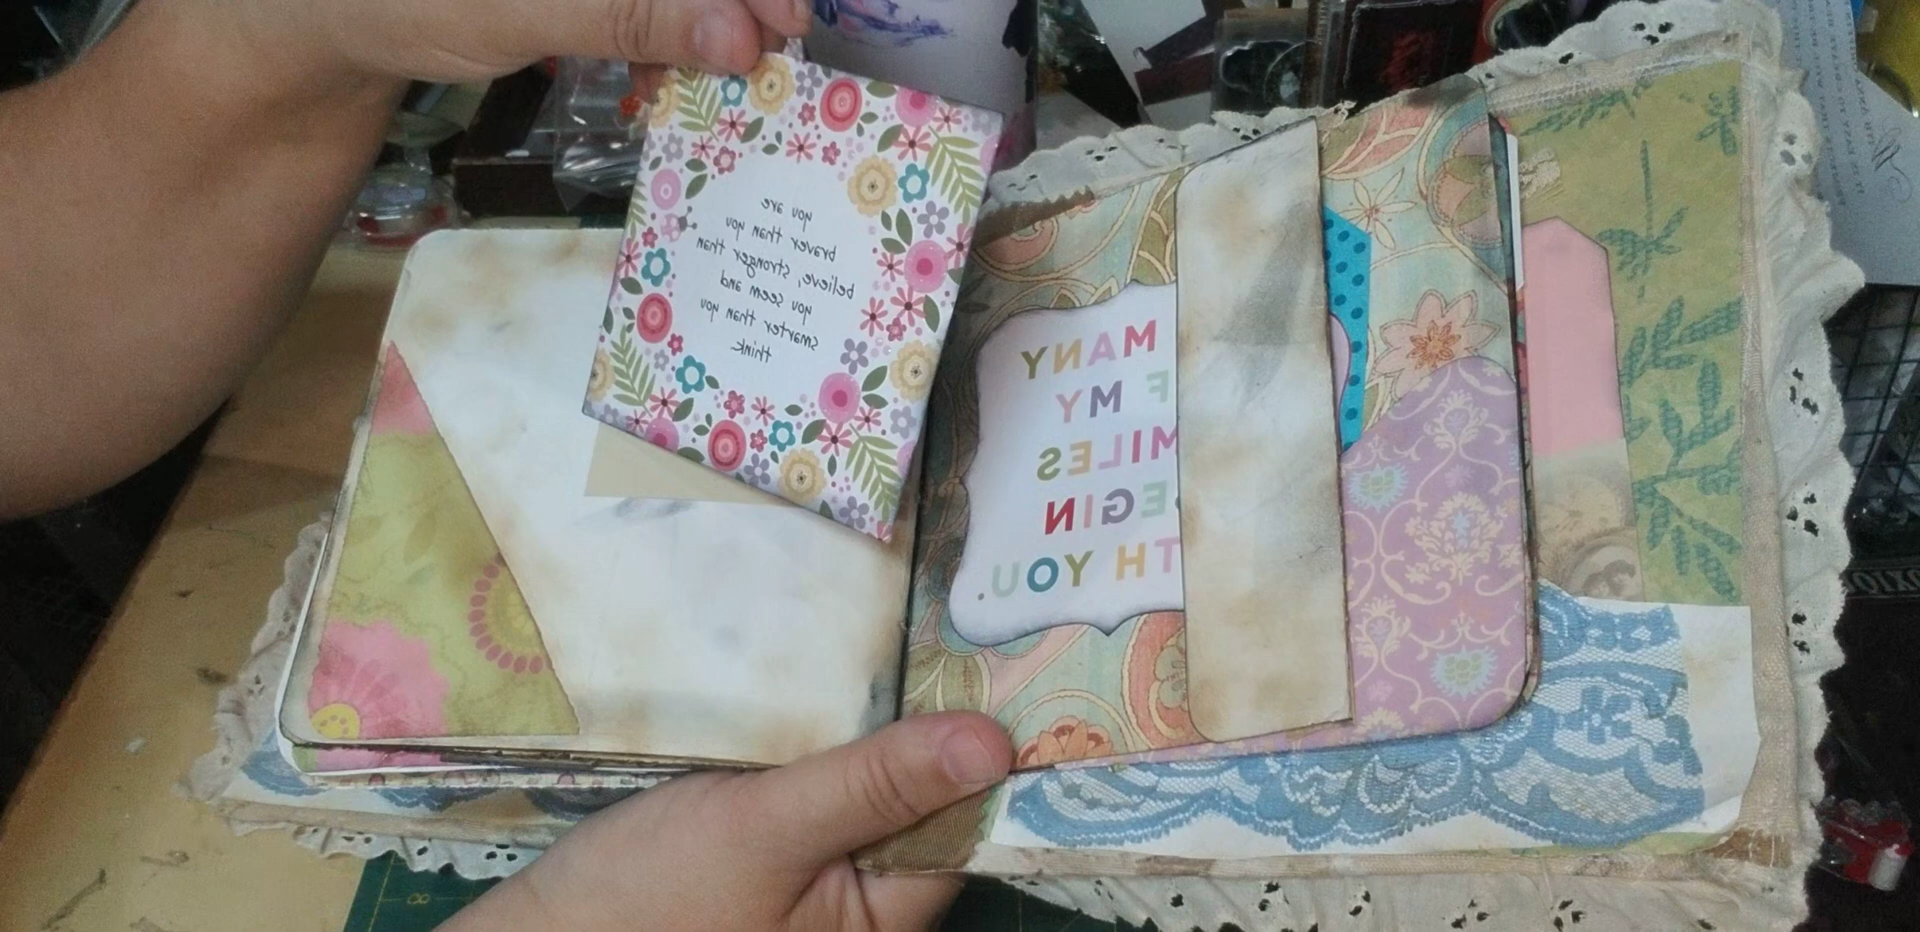 you are
braver than you
believe, stronger than
you seem and
smarter than you
think
MANY
F MY
MILES
EGIN
TH YOU.
8